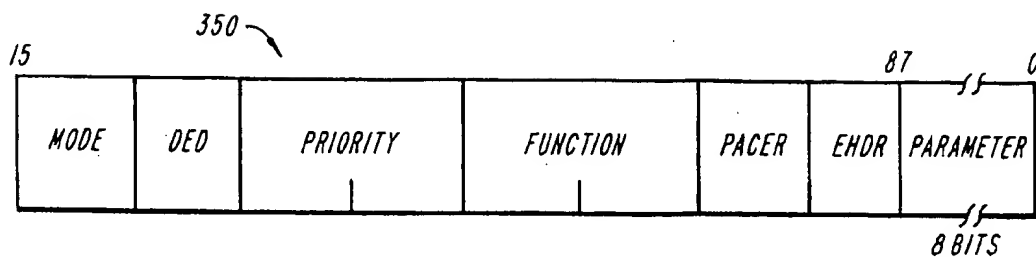 350
15 87 0
MODE DED PRIORITY FUNCTION PACER EHDR PARAMETER
8 BITS